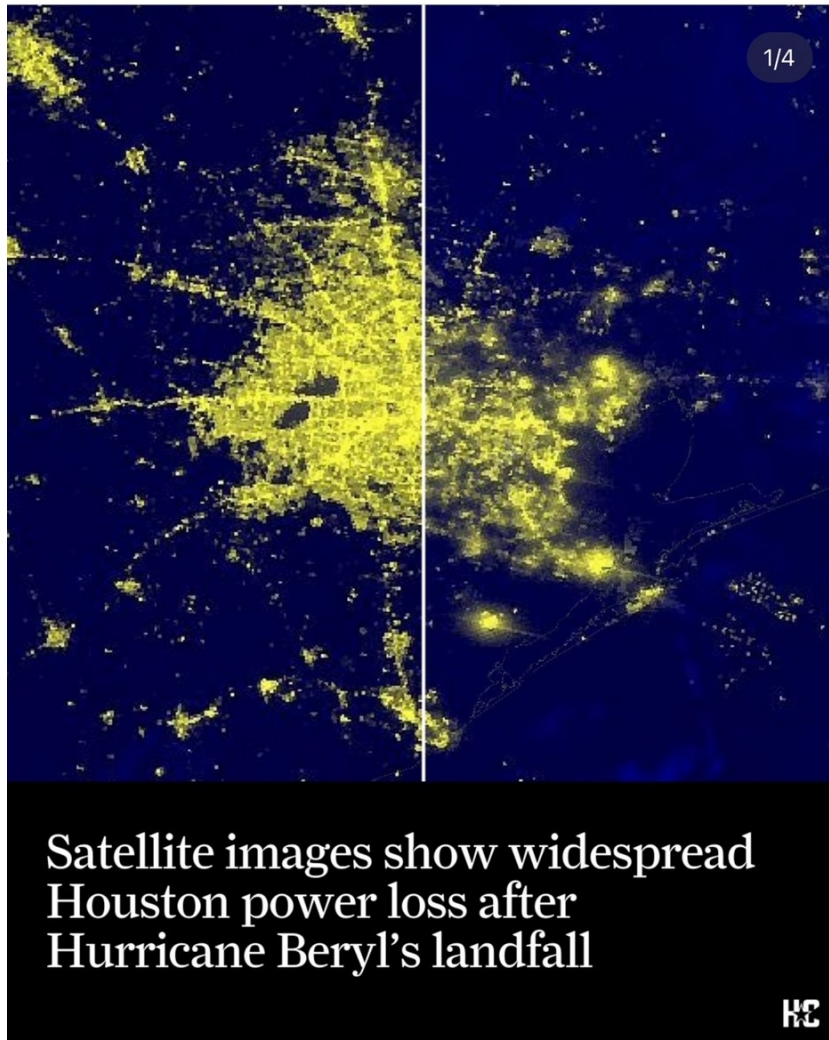 1/4
Satellite images show widespread
Houston power loss after
Hurricane Beryl’s landfall
HC